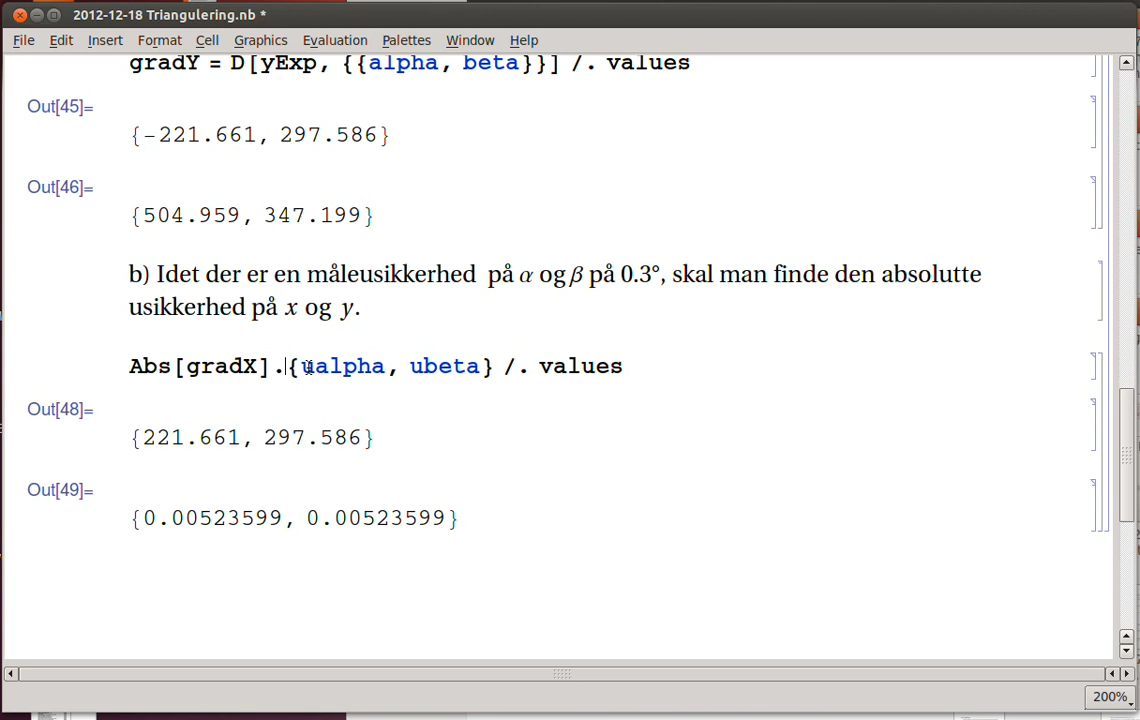 2012-12-18 Triangulering.nb *
File Edit Insert Format Cell Graphics Evaluation Palettes Window Help
gradY = D[yExp, {{alpha, beta}}] /. values
Out[45]=
{-221.661, 297.586}
Out[46]=
{504.959, 347.199}
b) Idet der er en måleusikkerhed på α og β på 0.3°, skal man finde den absolutte
usikkerhed på x og y.
Abs[gradX].{ualpha, ubeta} /. values
Out[48]=
{221.661, 297.586}
Out[49]=
{0.00523599, 0.00523599}
200%